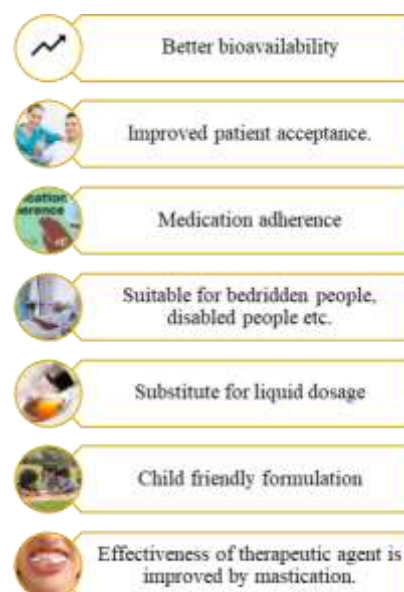 Better bioavailability
Improved patient acceptance.
Medication adherence
Suitable for bedridden people,
disabled people etc.
Substitute for liquid dosage
Child friendly formulation
Effectiveness of therapeutic agent is
improved by mastication.